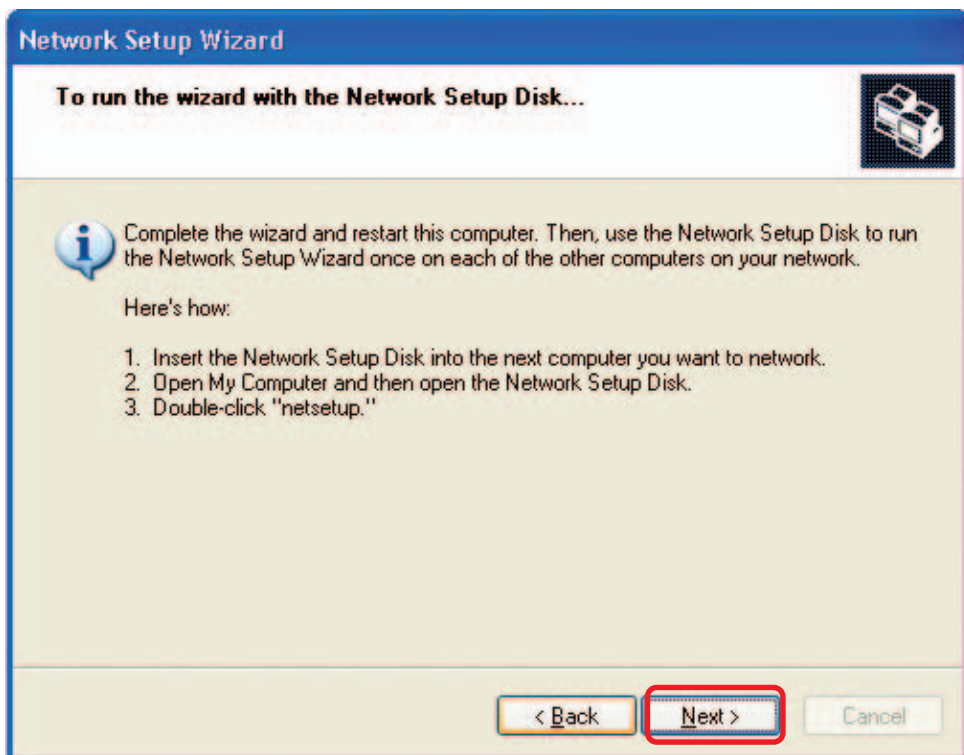 Network Setup Wizard
To run the wizard with the Network Setup Disk...
Complete the wizard and restart this computer. Then, use the Network Setup Disk to run
the Network Setup Wizard once on each of the other computers on your network.
Here's how:
1. Insert the Network Setup Disk into the next computer you want to network.
2. Open My Computer and then open the Network Setup Disk.
3. Double-click "netsetup."
< Back Next > Cancel